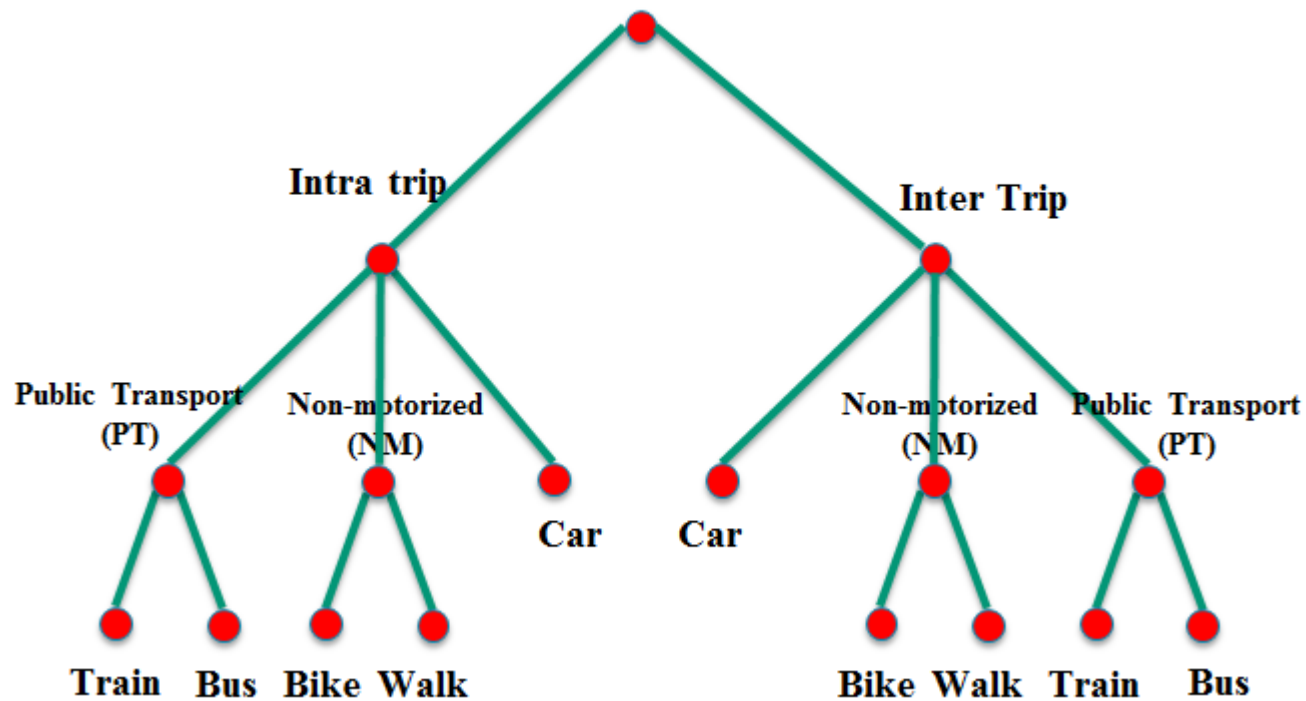 Intra trip
Inter Trip
Public Transport
(PT)
Non-motorized
(NM)
Non-motorized
(NM)
Public Transport
(PT)
Car
Car
Train
Bus
Bike
Walk
Bike
Walk
Train
Bus